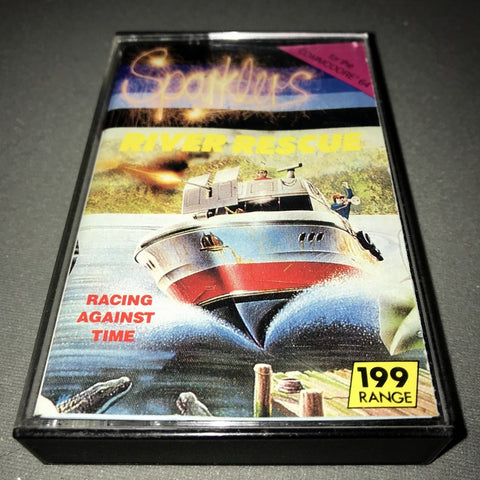 Sparklers
for the
COMMODORE 64
RIVER RESCUE
RACING
AGAINST
TIME
199
RANGE